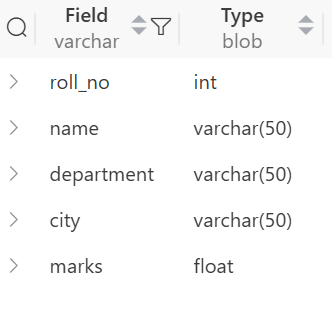 Field Type
varchar blob
roll_no int
name varchar(50)
department varchar(50)
city varchar(50)
marks float